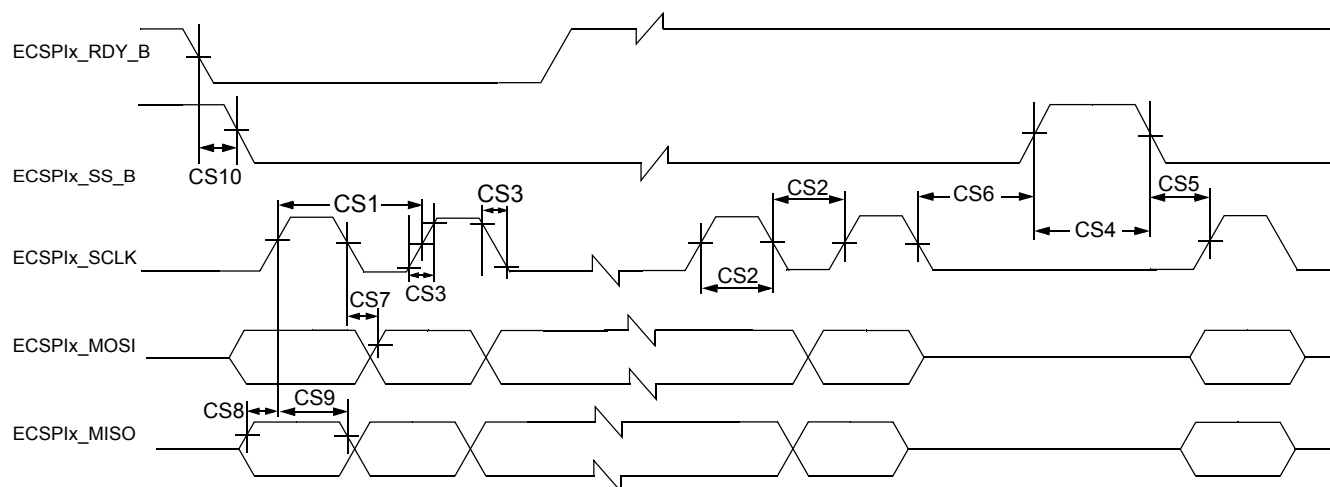 ECSPIx_RDY_B
CS10
ECSPIx_SS_B
CS1
CS3
CS2
CS6
CS5
CS4
ECSPIx_SCLK
CS3
CS2
CS7
ECSPIx_MOSI
CS8
CS9
ECSPIx_MISO